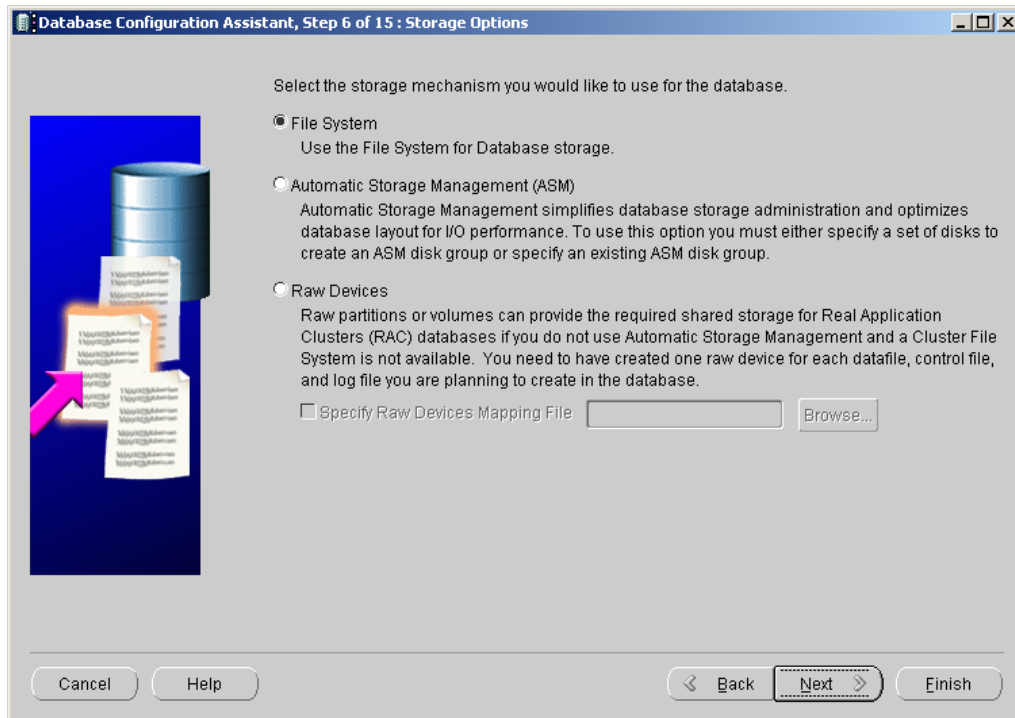 Database Configuration Assistant, Step 6 of 15 : Storage Options
Select the storage mechanism you would like to use for the database.
File System
Use the File System for Database storage.
Automatic Storage Management (ASM)
Automatic Storage Management simplifies database storage administration and optimizes
database layout for I/O performance. To use this option you must either specify a set of disks to
create an ASM disk group or specify an existing ASM disk group.
Raw Devices
Raw partitions or volumes can provide the required shared storage for Real Application
Clusters (RAC) databases if you do not use Automatic Storage Management and a Cluster File
System is not available. You need to have created one raw device for each datafile, control file,
and log file you are planning to create in the database.
Specify Raw Devices Mapping File
Browse...
Cancel
Help
Back
Next
Finish